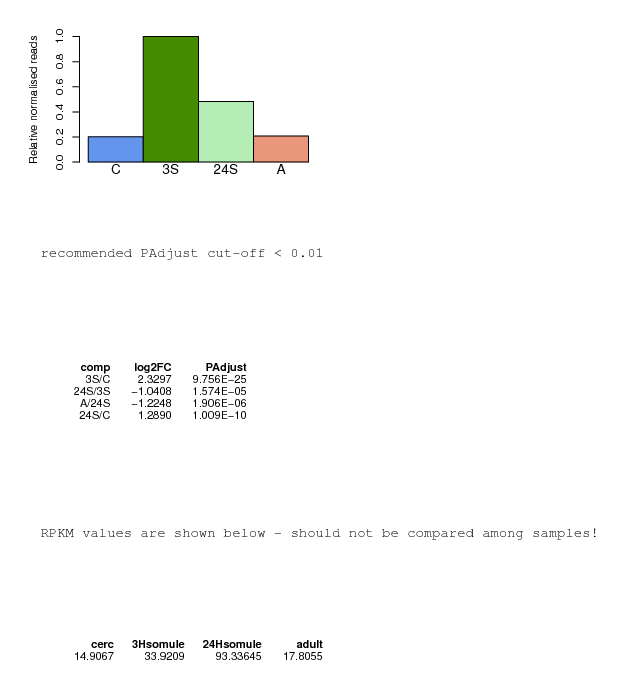 Relative normalised reads
1.0
0.8
0.6
0.4
0.2
0.0
C 3S 24S A
recommended PAdjust cut-off < 0.01
comp log2FC PAdjust
3S/C 2.3297 9.756E−25
24S/3S −1.0408 1.574E−05
A/24S −1.2248 1.906E−06
24S/C 1.2890 1.009E−10
RPKM values are shown below - should not be compared among samples!
cerc 3Hsomule 24Hsomule adult
14.9067 33.9209 93.33645 17.8055